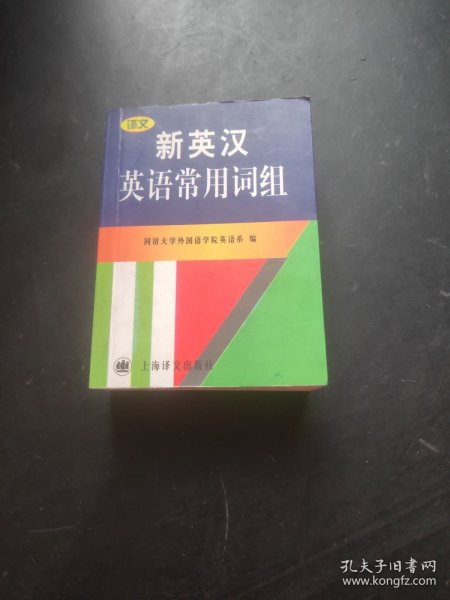 译文
新英汉
英语常用词组
同济大学外国语学院英语系 编
上海译文出版社
孔夫子旧书网
www.kongfz.com